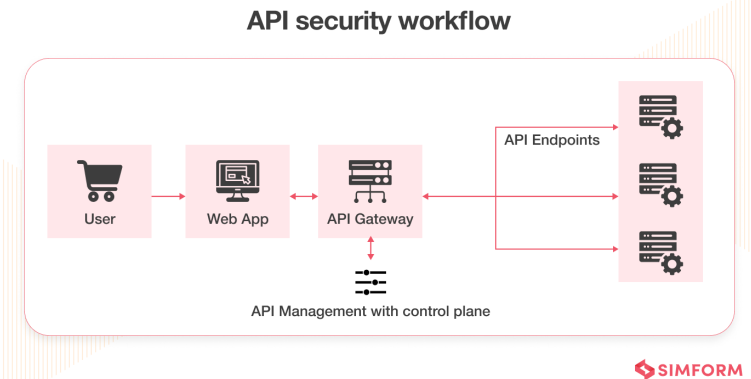 API security workflow
API Endpoints
User
Web App
API Gateway
API Management with control plane
SIMFORM